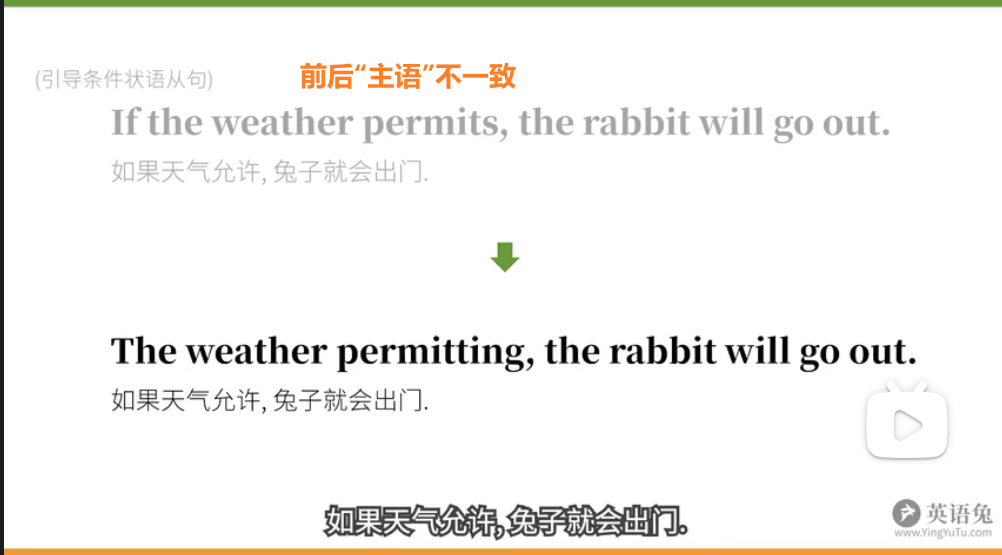 (引导条件状语从句)
前后“主语”不一致
If the weather permits, the rabbit will go out.
如果天气允许, 兔子就会出门.
The weather permitting, the rabbit will go out.
如果天气允许, 兔子就会出门.
如果天气允许, 兔子就会出门.
英语兔
www.YingYuTu.com